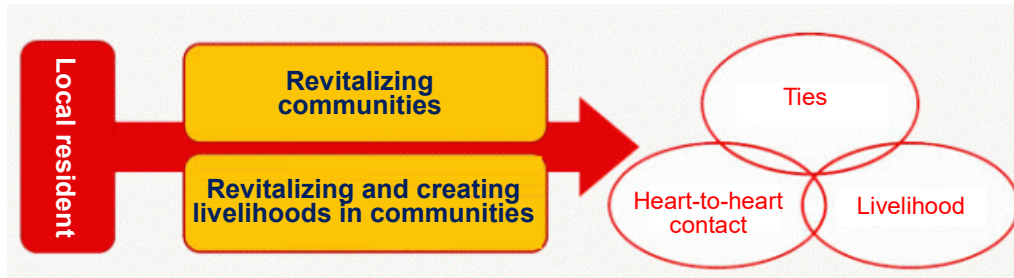 Local resident
Revitalizing
communities
Revitalizing and creating
livelihoods in communities
Ties
Heart-to-heart
contact
Livelihood